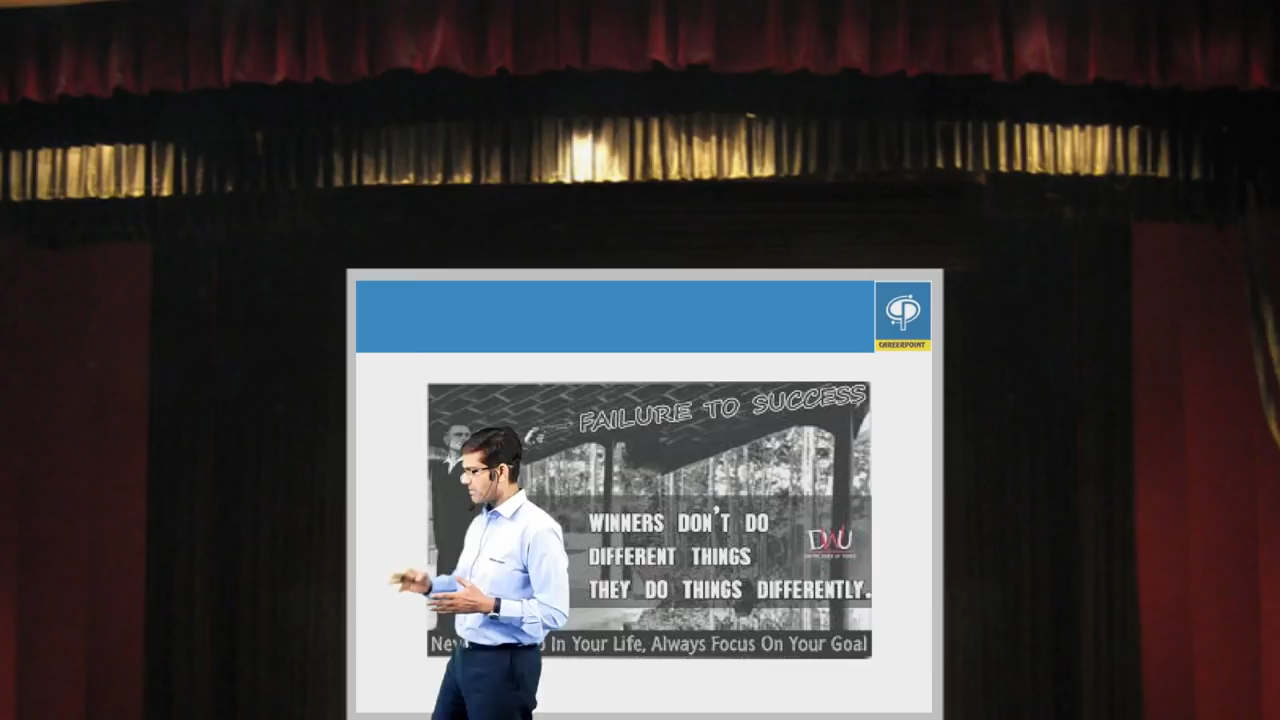 CAREERPOINT
FAILURE TO SUCCESS
WINNERS DON'T DO
DIFFERENT THINGS
DWU
THEY DO THINGS DIFFERENTLY.
In Your Life, Always Focus On Your Goal